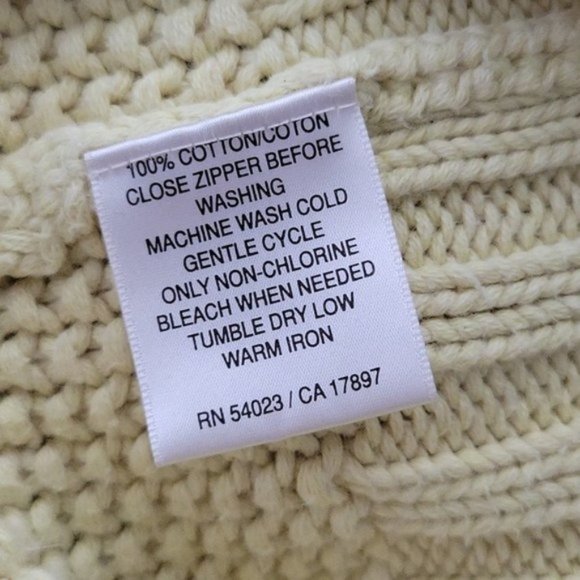 100% COTTON/COTON
CLOSE ZIPPER BEFORE
WASHING
MACHINE WASH COLD
GENTLE CYCLE
ONLY NON-CHLORINE
BLEACH WHEN NEEDED
TUMBLE DRY LOW
WARM IRON
RN 54023 / CA 17897